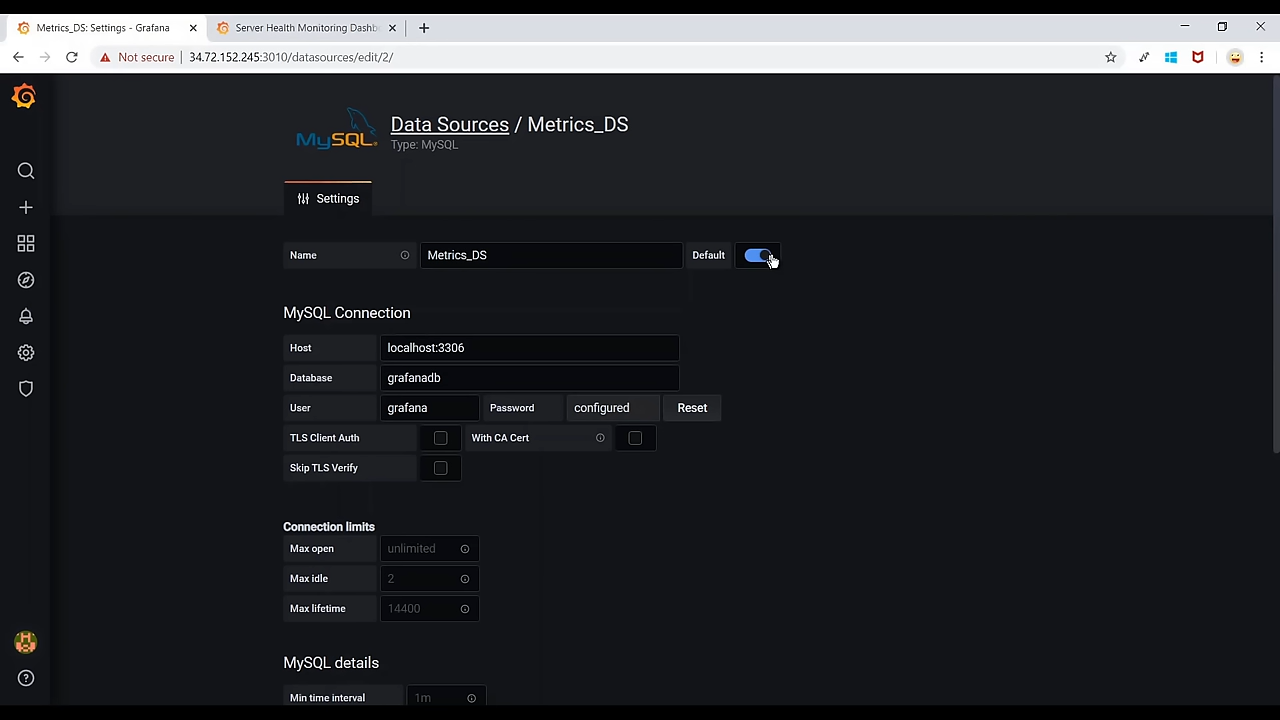 Metrics_DS: Settings - Grafana
Server Health Monitoring Dashb
Not secure
34.72.152.245:3010/datasources/edit/2/
MySQL
Data Sources / Metrics_DS
Type: MySQL
Settings
Name
Metrics_DS
Default
MySQL Connection
Host
localhost:3306
Database
grafanadb
User
grafana
Password
configured
Reset
TLS Client Auth
With CA Cert
Skip TLS Verify
Connection limits
Max open
unlimited
Max idle
2
Max lifetime
14400
MySQL details
Min time interval
1m